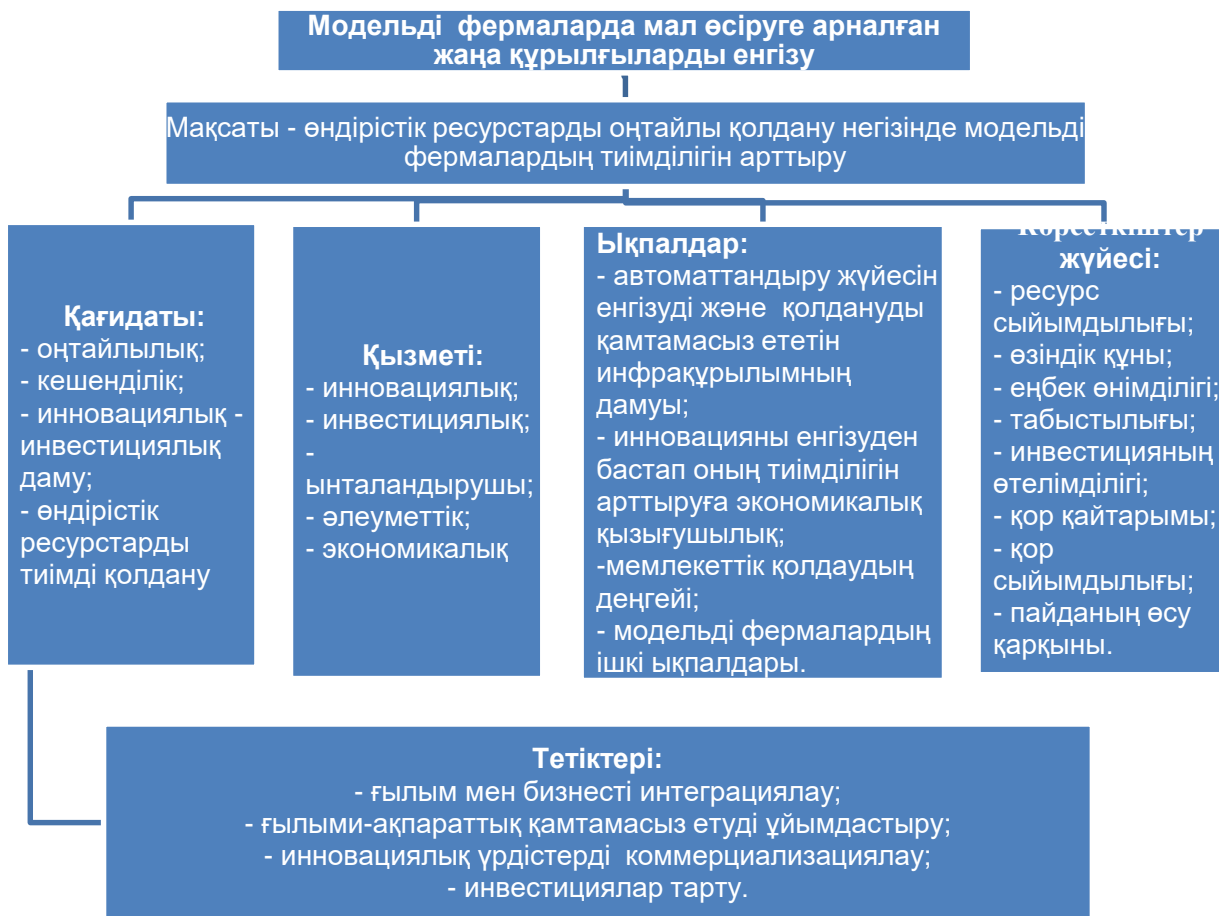 Модельді фермаларда мал өсіруге арналған
жаңа құрылғыларды енгізу
Мақсаты - өндірістік ресурстарды оңтайлы қолдану негізінде модельді
фермалардың тиімділігін арттыру
Қағидаты:
- оңтайлылық;
- кешенділік;
- инновациялық -
инвестициялық
даму;
- өндірістік
ресурстарды
тиімді қолдану
Қызметі:
- инновациялық;
- инвестициялық;
-
ынталандырушы;
- әлеуметтік;
- экономикалық
Ықпалдар:
- автоматтандыру жүйесін
енгізуді және қолдануды
қамтамасыз ететін
инфрақұрылымның
дамуы;
- инновацияны енгізуден
бастап оның тиімділігін
арттыруға экономикалық
қызығушылық;
-мемлекеттік қолдаудың
деңгейі;
- модельді фермалардың
ішкі ықпалдары.
жүйесі:
- ресурс
сыйымдылығы;
- өзіндік құны;
- еңбек өнімділігі;
- табыстылығы;
- инвестицияның
өтелімділігі;
- қор қайтарымы;
- қор
сыйымдылығы;
- пайданың өсу
қарқыны.
Тетіктері:
- ғылым мен бизнесті интеграциялау;
- ғылыми-ақпараттық қамтамасыз етуді ұйымдастыру;
- инновациялық үрдістерді коммерциализациялау;
- инвестициялар тарту.